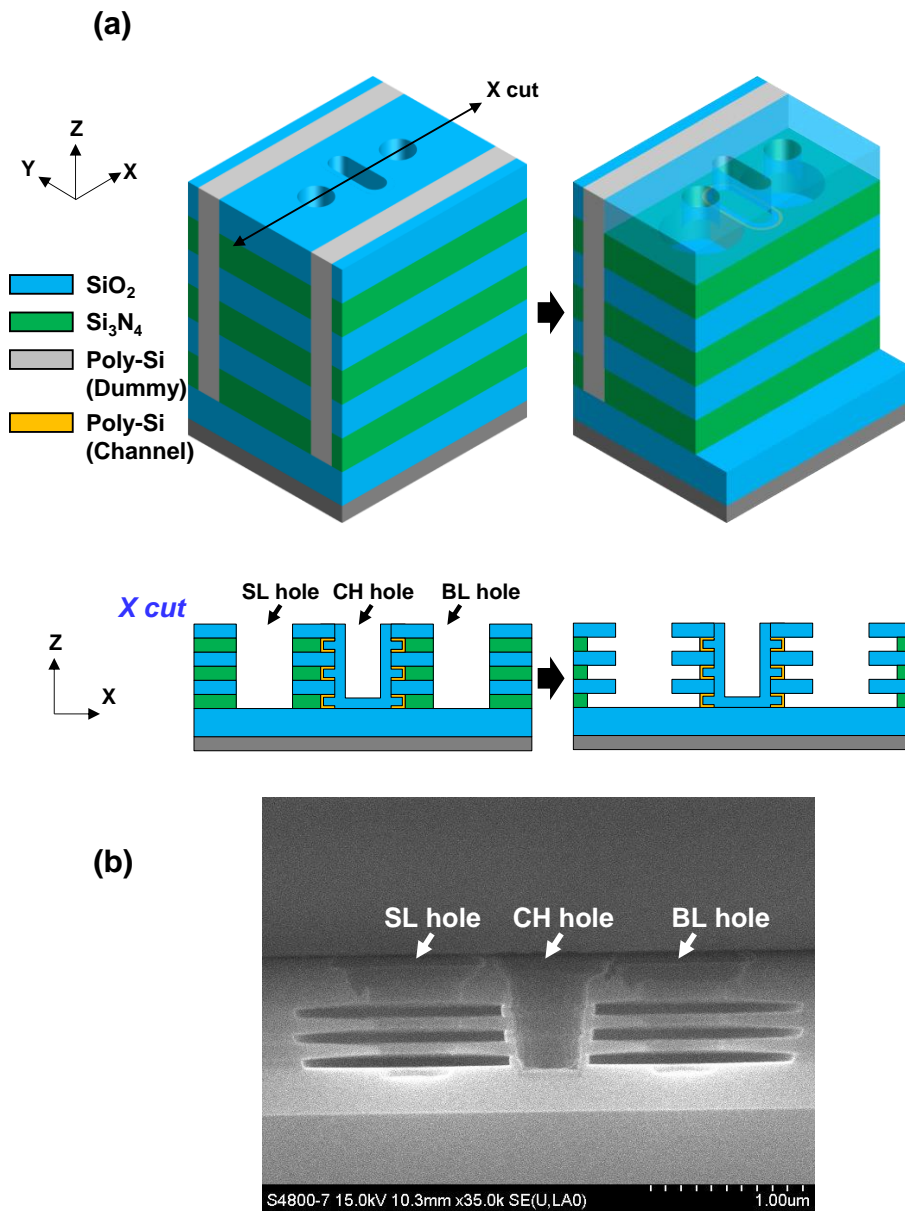 (a)
X cut
Z
Y
X
SiO₂
Si₃N₄
Poly-Si
(Dummy)
Poly-Si
(Channel)
SL hole
CH hole
BL hole
X cut
Z
X
(b)
SL hole
CH hole
BL hole
S4800-7 15.0kV 10.3mm x35.0k SE(U,LA0)
1.00um